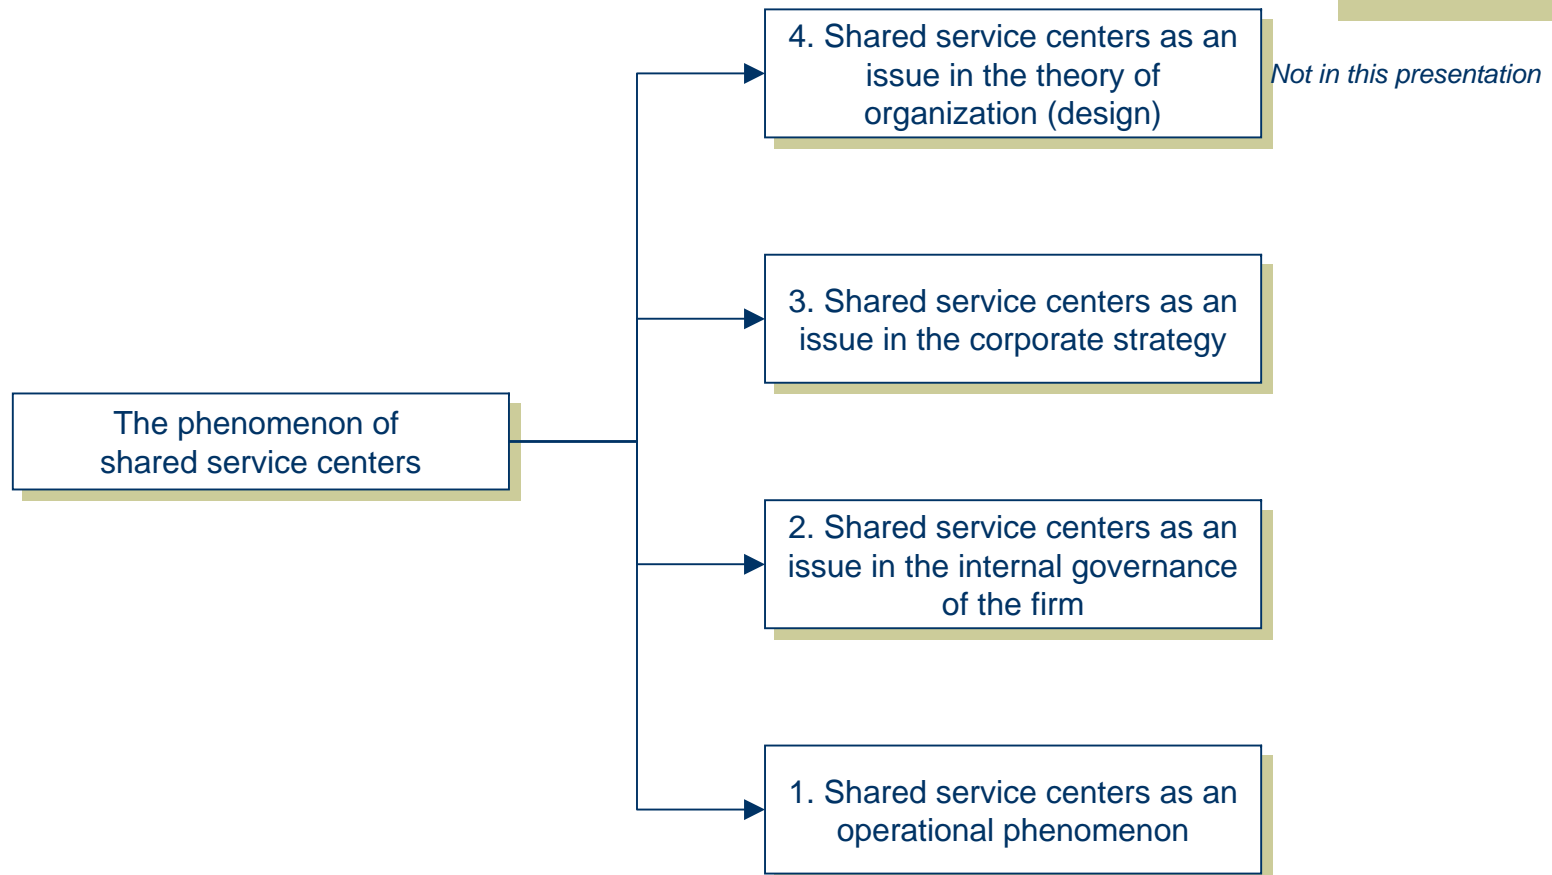 4. Shared service centers as an
issue in the theory of
organization (design)
Not in this presentation
3. Shared service centers as an
issue in the corporate strategy
The phenomenon of
shared service centers
2. Shared service centers as an
issue in the internal governance
of the firm
1. Shared service centers as an
operational phenomenon